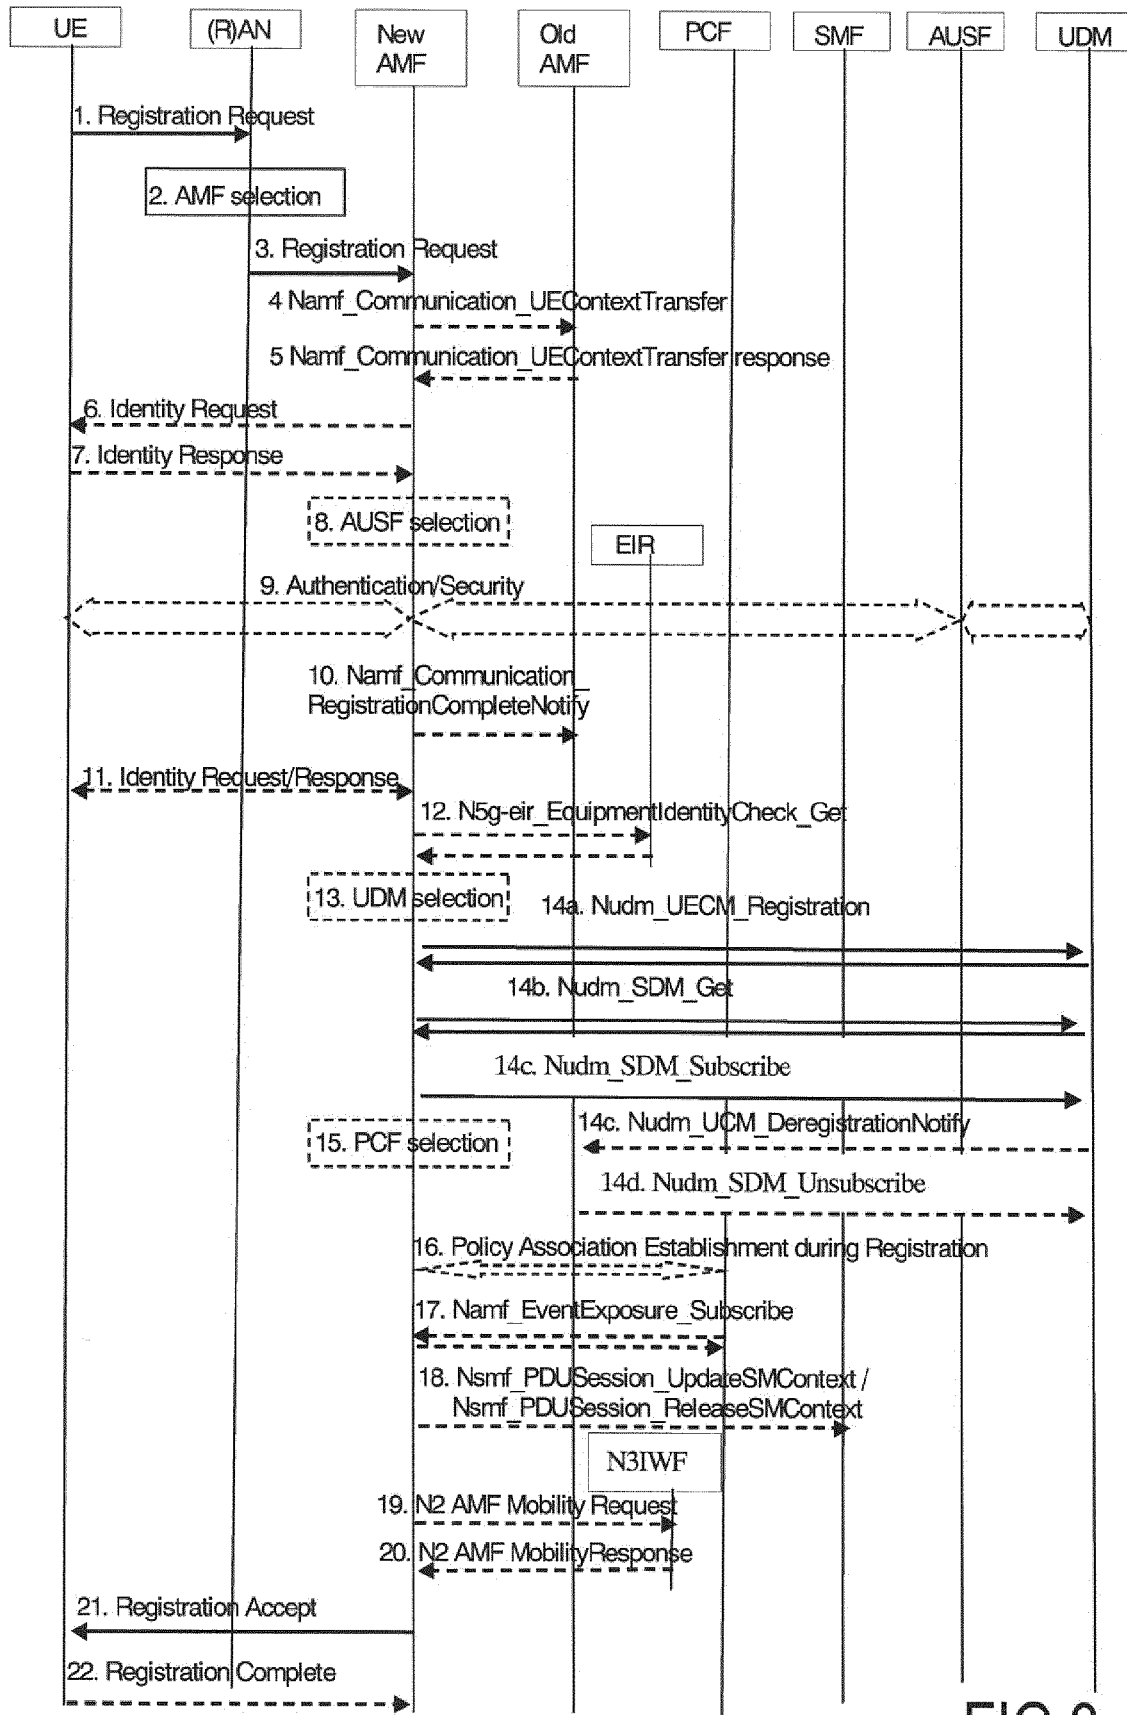 UE
(R)AN
New
AMF
Old
AMF
PCF
SMF
AUSF
UDM
1. Registration Request
2. AMF selection
3. Registration Request
4 Namf_Communication_UEContextTransfer
5 Namf_Communication_UEContextTransfer response
6. Identity Request
7. Identity Response
8. AUSF selection
EIR
9. Authentication/Security
10. Namf_Communication_
RegistrationCompleteNotify
11. Identity Request/Response
12. N5g-eir_EquipmentIdentityCheck_Get
13. UDM selection
14a. Nudm_UECM_Registration
14b. Nudm_SDM_Get
14c. Nudm_SDM_Subscribe
14c. Nudm_UCM_DeregistrationNotify
15. PCF selection
14d. Nudm_SDM_Unsubscribe
16. Policy Association Establishment during Registration
17. Namf_EventExposure_Subscribe
18. Nsmf_PDUSession_UpdateSMContext /
Nsmf_PDUSession_ReleaseSMContext
N3IWF
19. N2 AMF Mobility Request
20. N2 AMF MobilityResponse
21. Registration Accept
22. Registration Complete